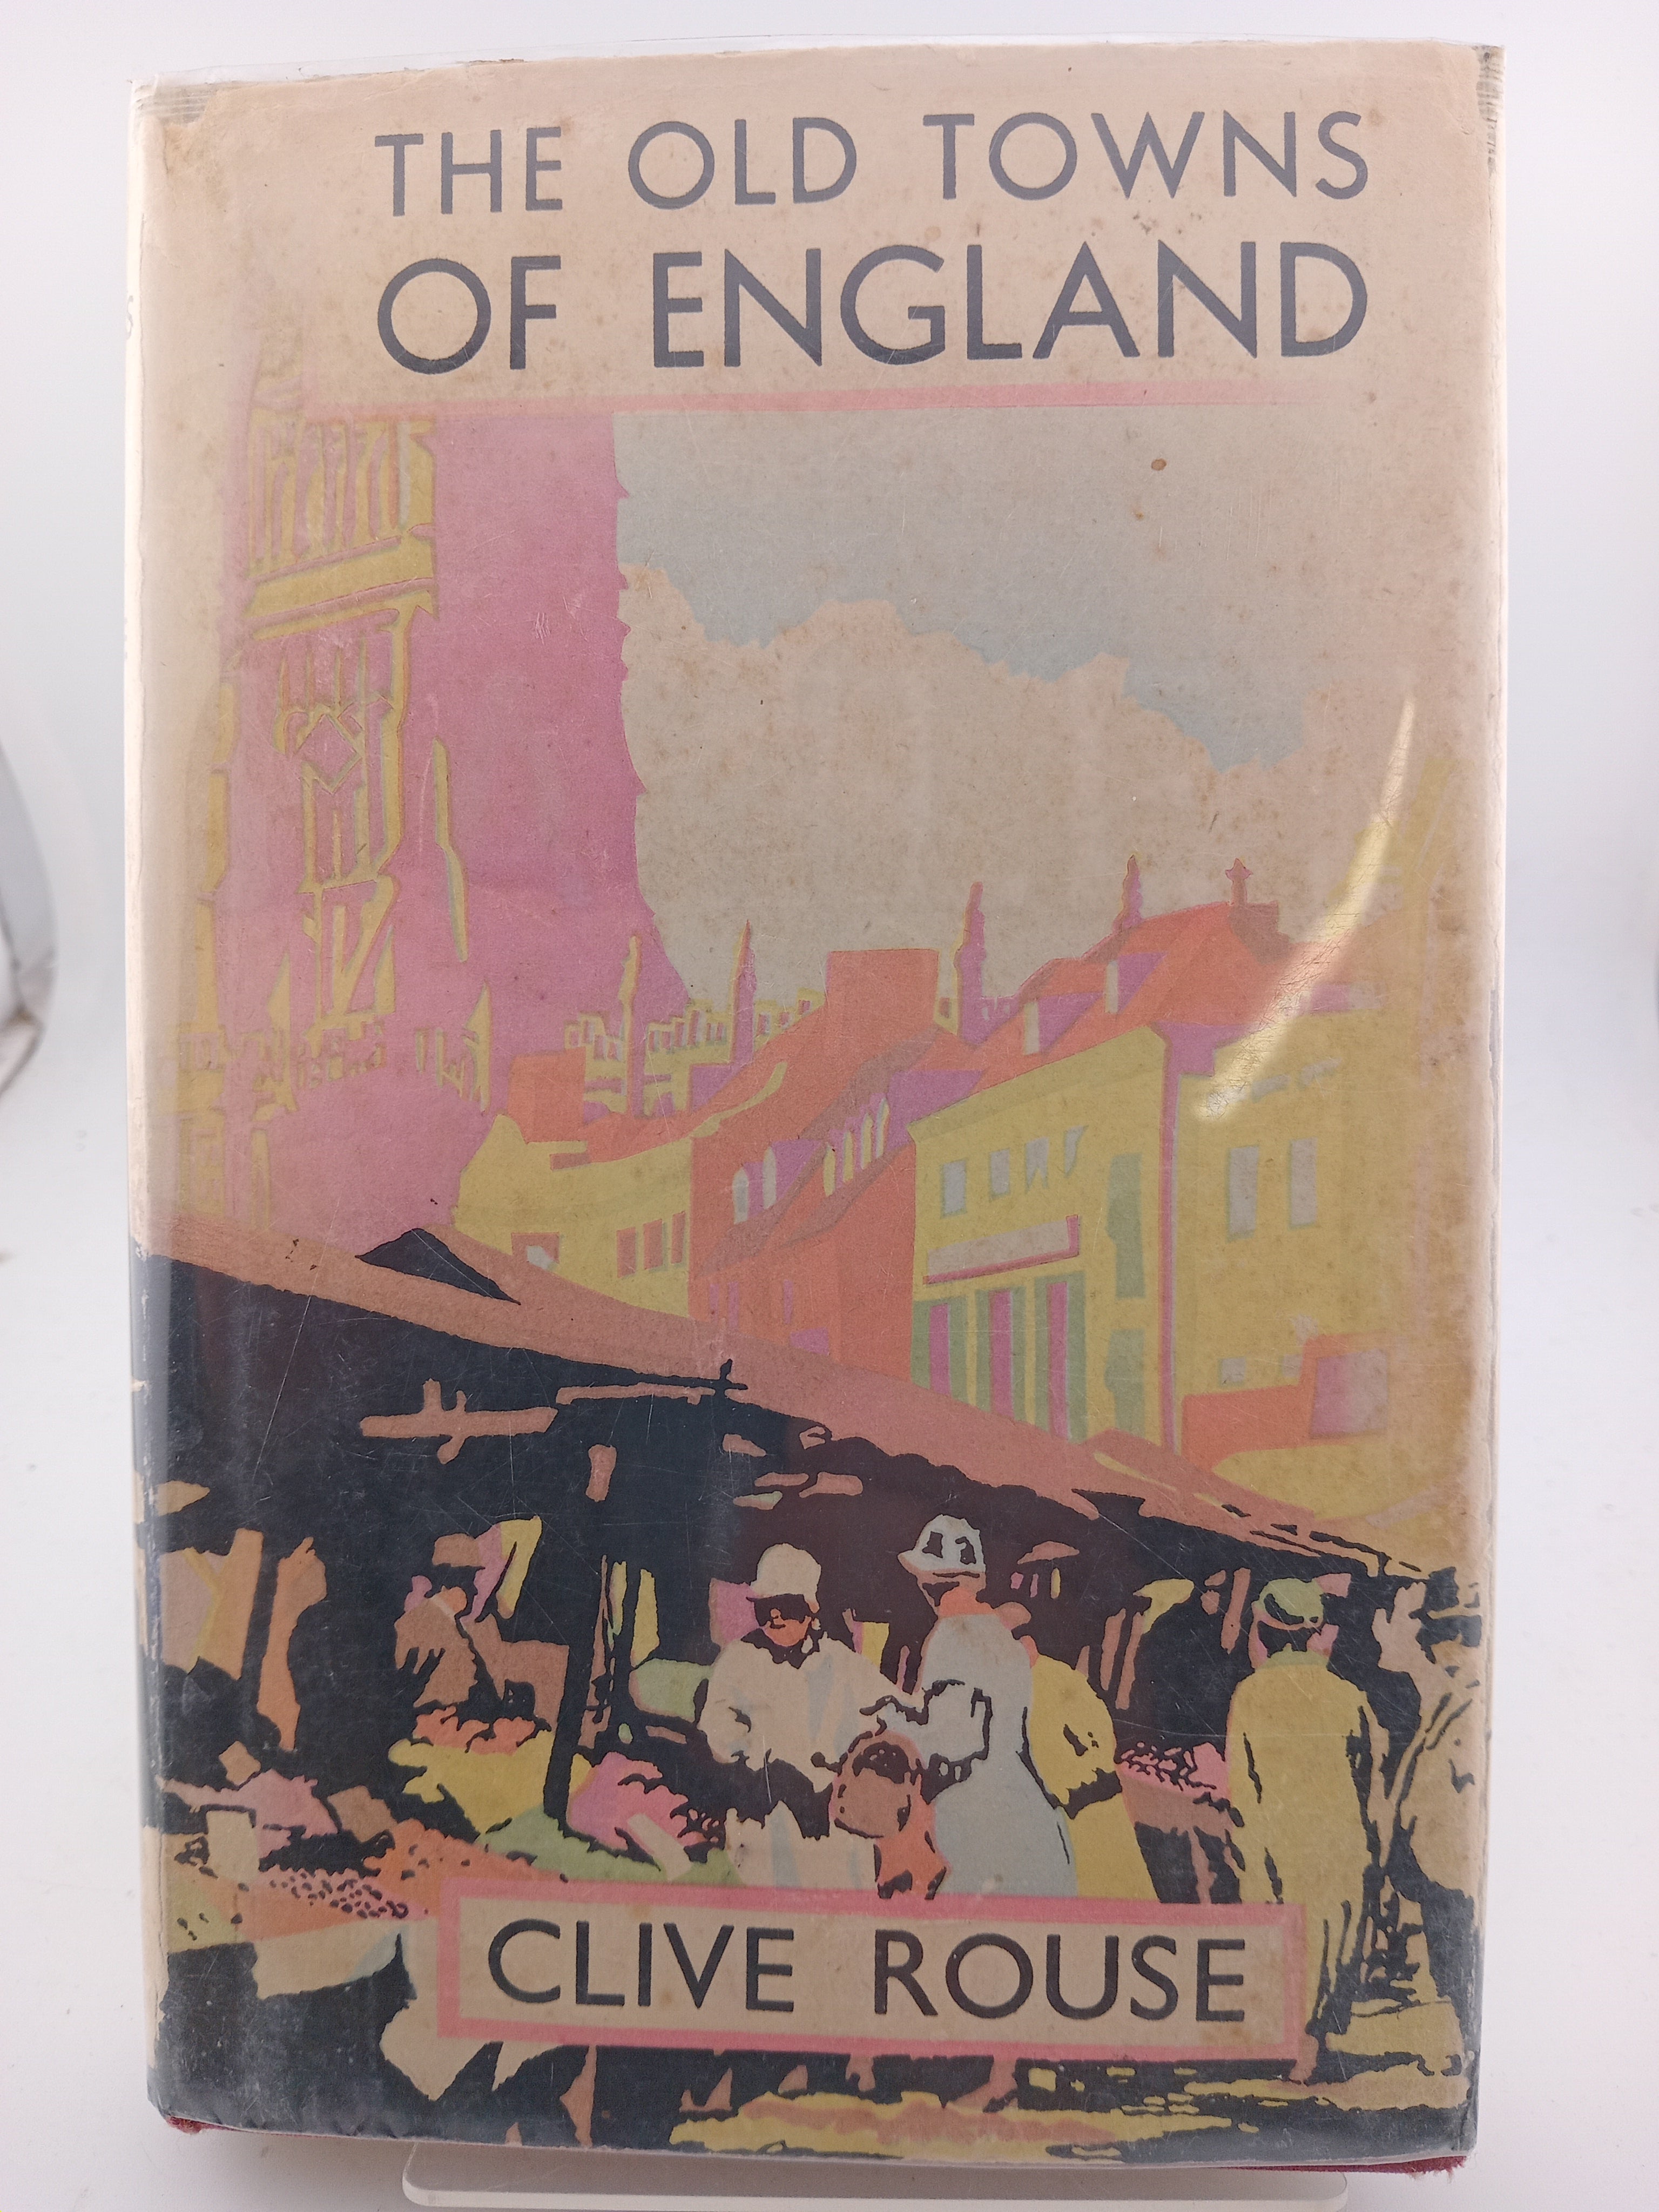 THE OLD TOWNS
OF ENGLAND
CLIVE ROUSE